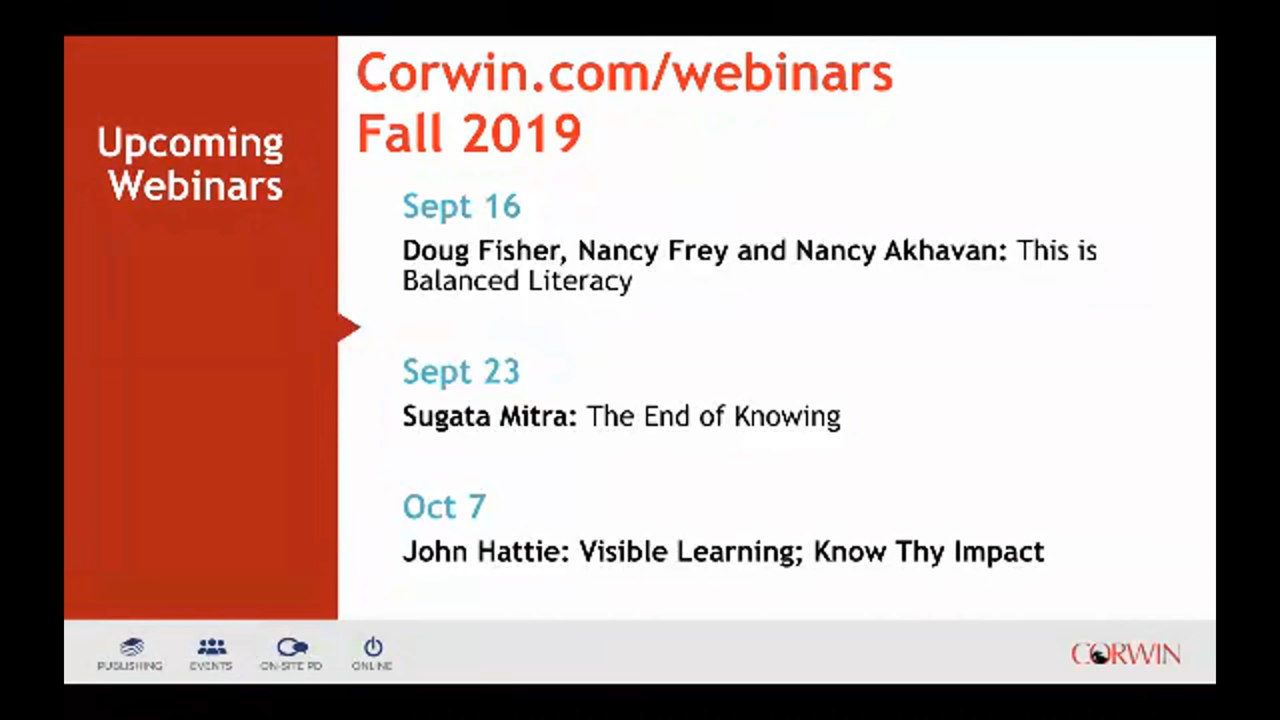 Upcoming
Webinars
Corwin.com/webinars
Fall 2019
Sept 16
Doug Fisher, Nancy Frey and Nancy Akhavan: This is
Balanced Literacy
Sept 23
Sugata Mitra: The End of Knowing
Oct 7
John Hattie: Visible Learning; Know Thy Impact
PUBLISHING
EVENTS
ON-SITE PD
ONLINE
CORWIN